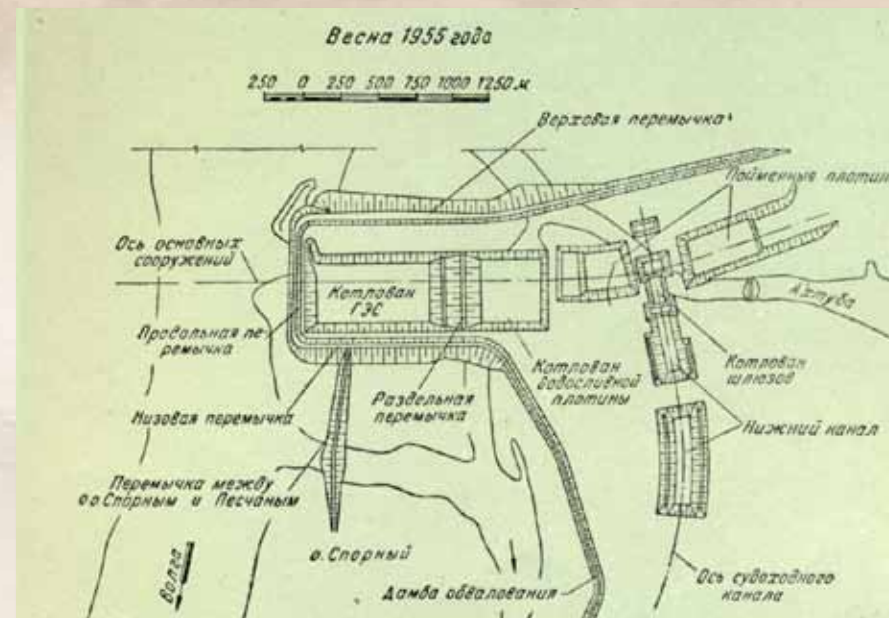 Весна 1955 года
250 0 250 500 750 1000 1250 м
Верховая перемычка
Пойменные плотины
Ось основных
сооружений
Котлован
ГЭС
Ахтуба
Продольная пе-
ремычка
Котлован
водосливной
плотины
Котлован
шлюзов
Низовая перемычка
Раздельная
перемычка
Нижний канал
Перемычка между
о.о Спорным и Песчаным
о. Спорный
Волга
Дамба обвалования
Ось судоходного
канала